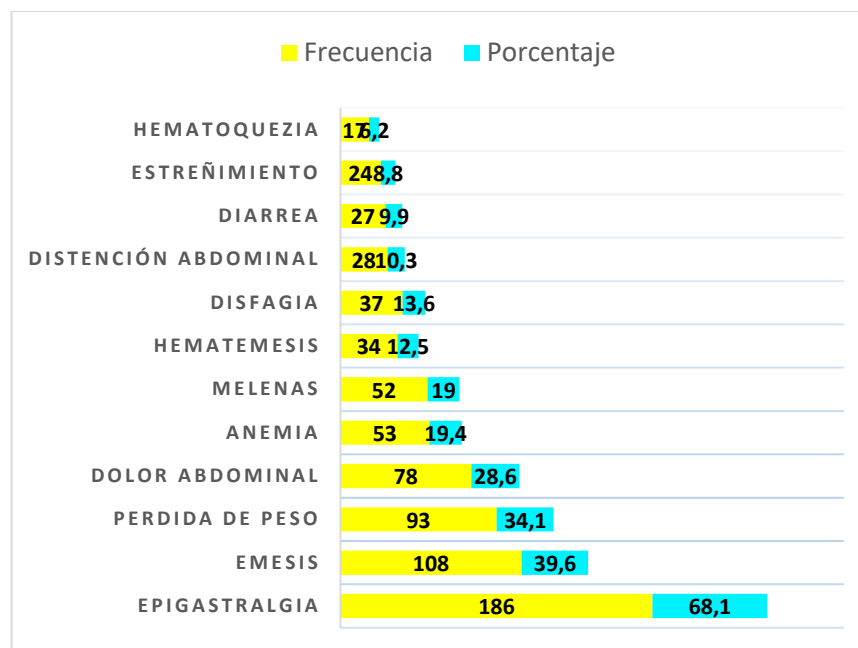 Frecuencia Porcentaje
HEMATOQUEZIA 17 6,2
ESTREÑIMIENTO 24 8,8
DIARREA 27 9,9
DISTENCIÓN ABDOMINAL 28 10,3
DISFAGIA 37 13,6
HEMATEMESIS 34 12,5
MELENAS 52 19
ANEMIA 53 19,4
DOLOR ABDOMINAL 78 28,6
PERDIDA DE PESO 93 34,1
EMESIS 108 39,6
EPIGASTRALGIA 186 68,1